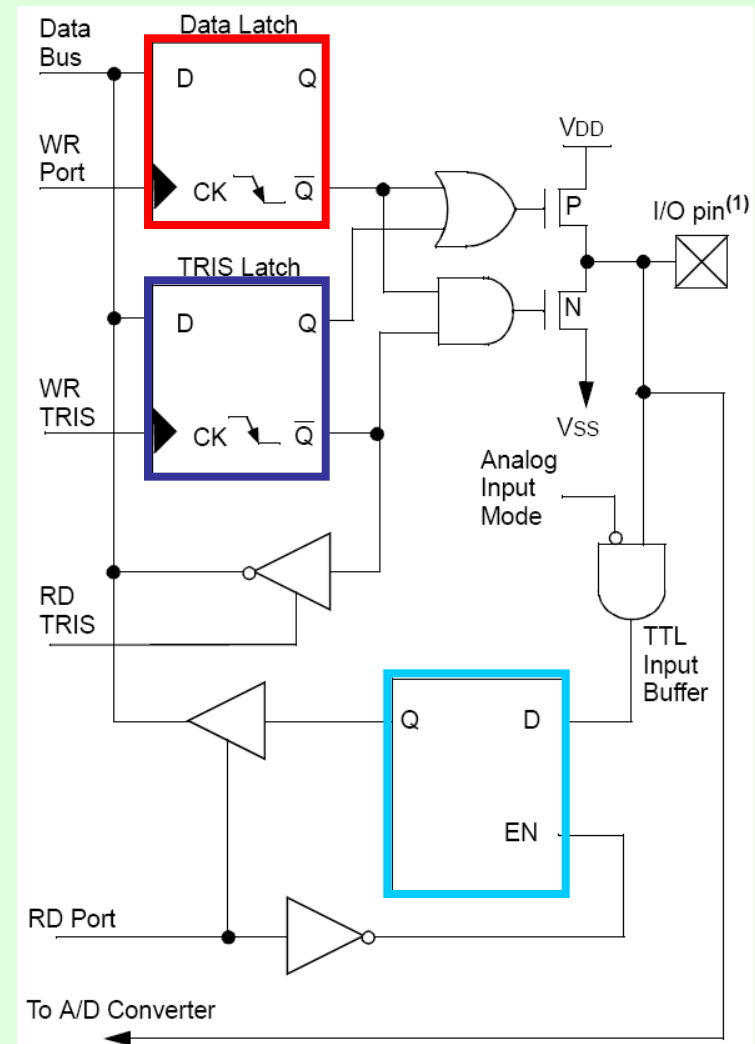 Data
Bus
Data Latch
D
Q
WR
Port
CK
Q̅
VDD
P
I/O pin(1)
TRIS Latch
D
Q
N
WR
TRIS
CK
Q̅
VSS
Analog
Input
Mode
RD
TRIS
TTL
Input
Buffer
Q
D
EN
RD Port
To A/D Converter